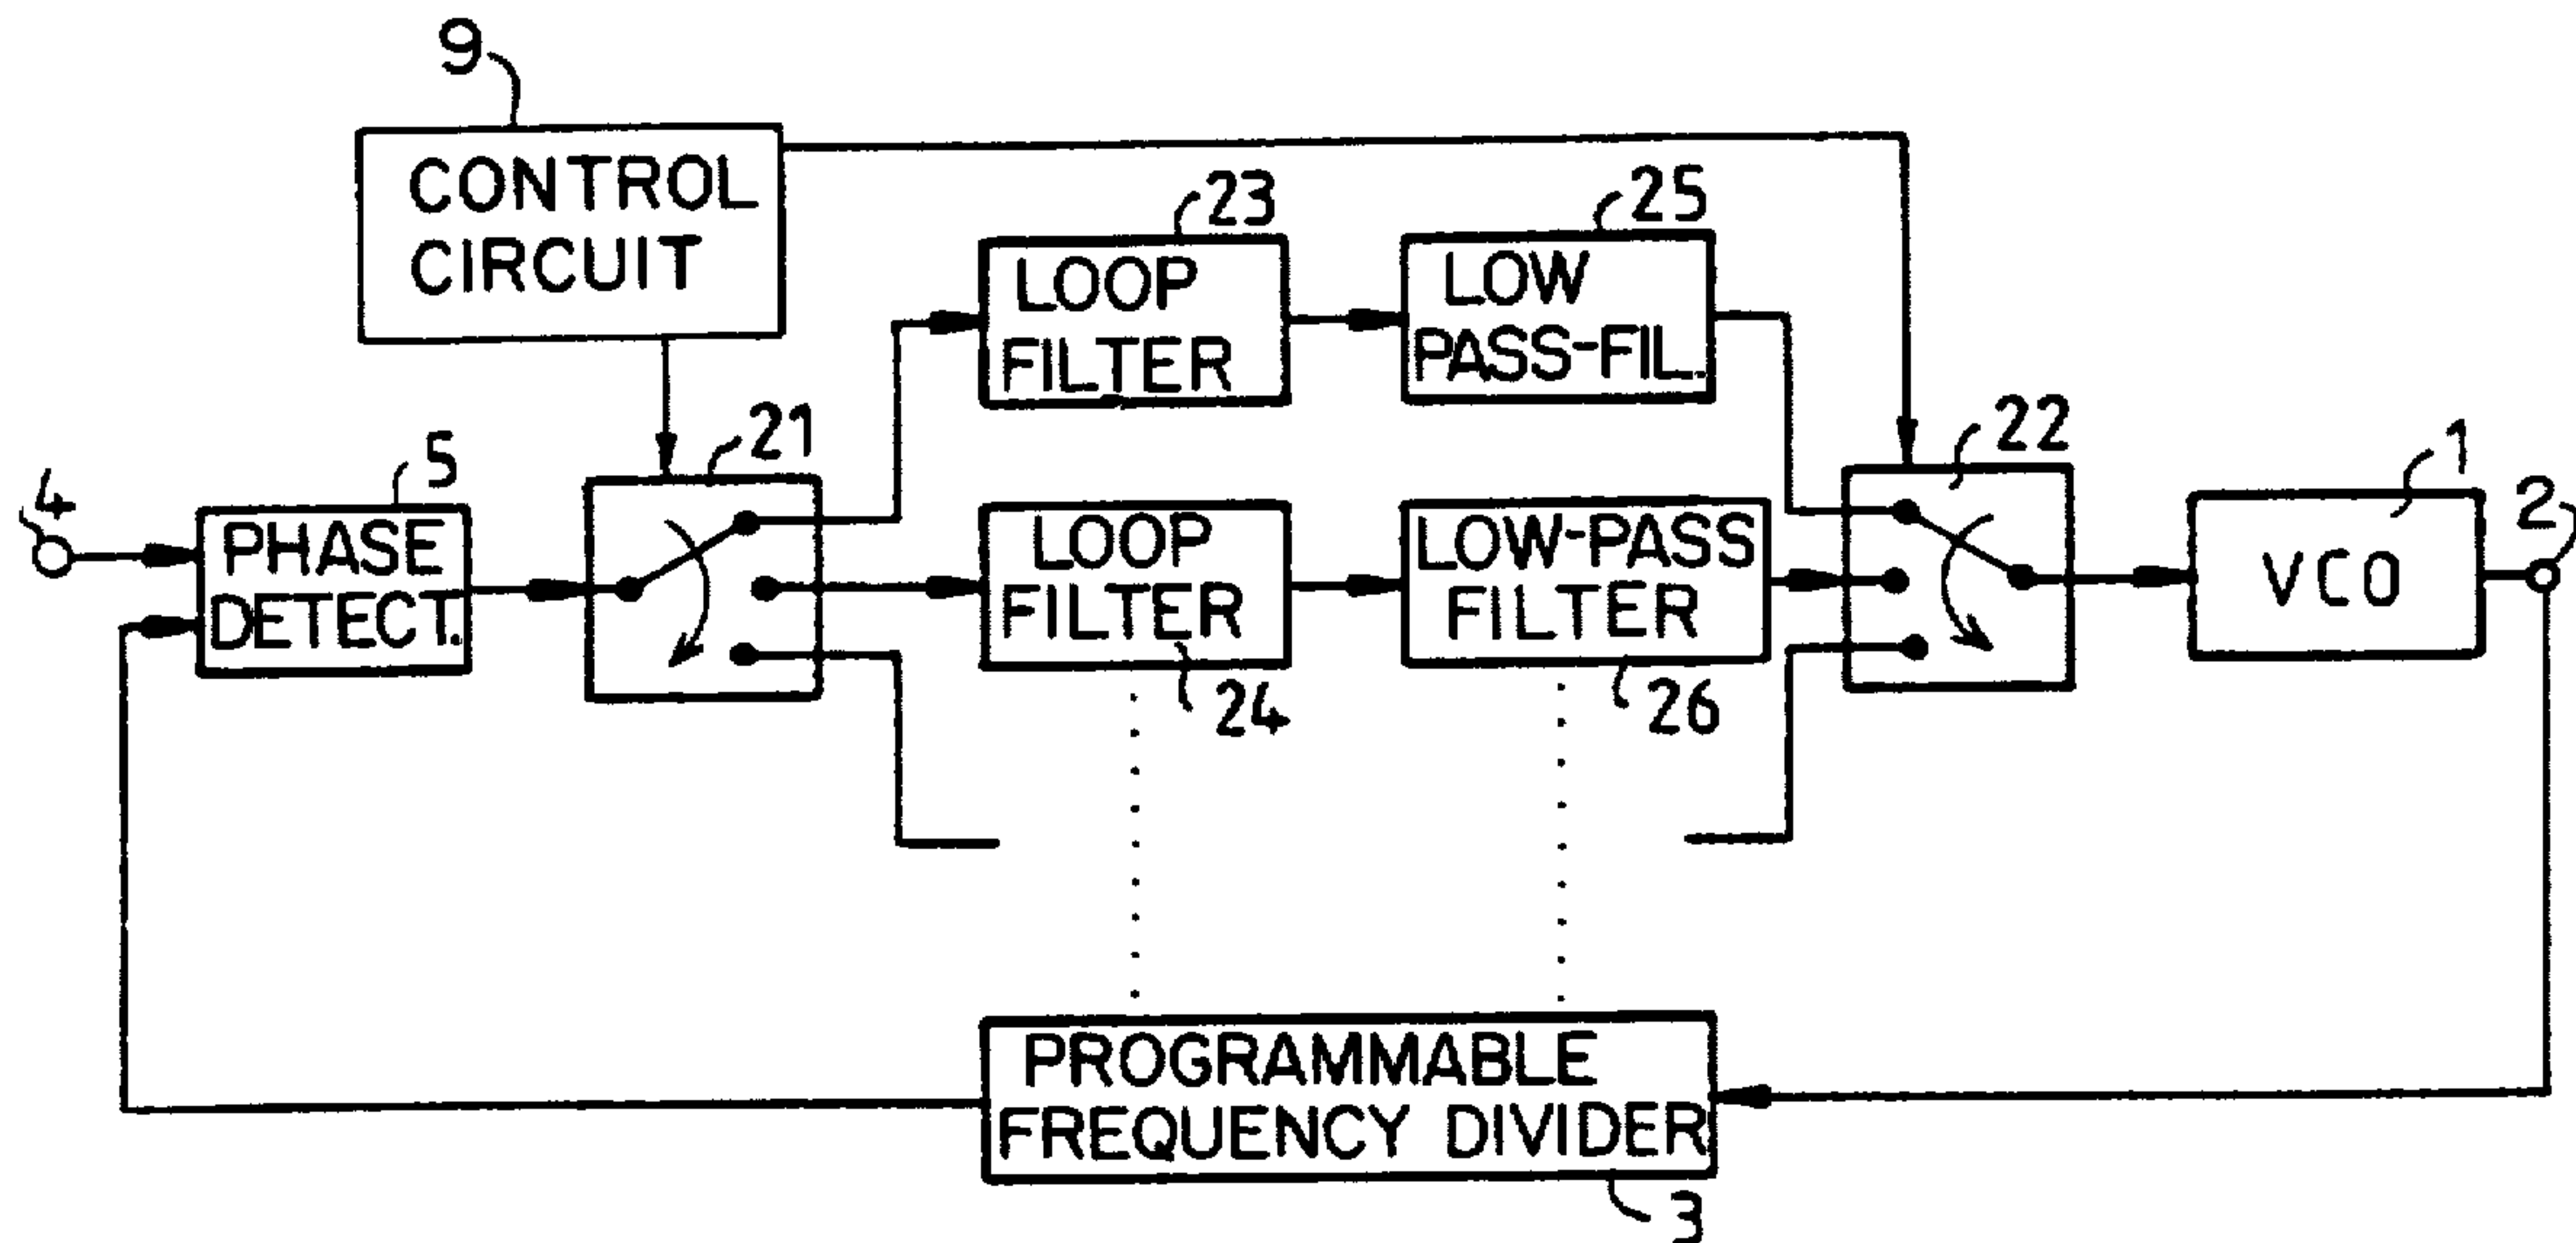 9
CONTROL
CIRCUIT
23
LOOP
FILTER
25
LOW
PASS-FIL.
4
5
PHASE
DETECT.
21
LOOP
FILTER
24
LOW-PASS
FILTER
26
22
1
VCO
2
PROGRAMMABLE
FREQUENCY DIVIDER
3